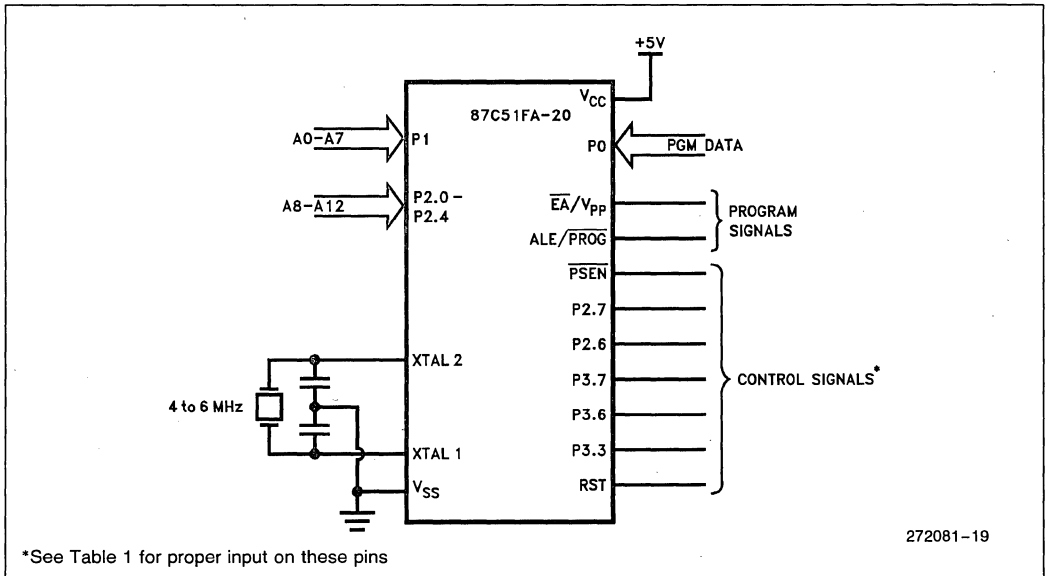 +5V
VCC
87C51FA-20
A0-A7
P1
P0
PGM DATA
A8-A12
P2.0 -
P2.4
EA/VPP
ALE/PROG
PROGRAM
SIGNALS
PSEN
P2.7
P2.6
XTAL 2
P3.7
CONTROL SIGNALS*
4 to 6 MHz
P3.6
XTAL 1
P3.3
VSS
RST
272081-19
*See Table 1 for proper input on these pins